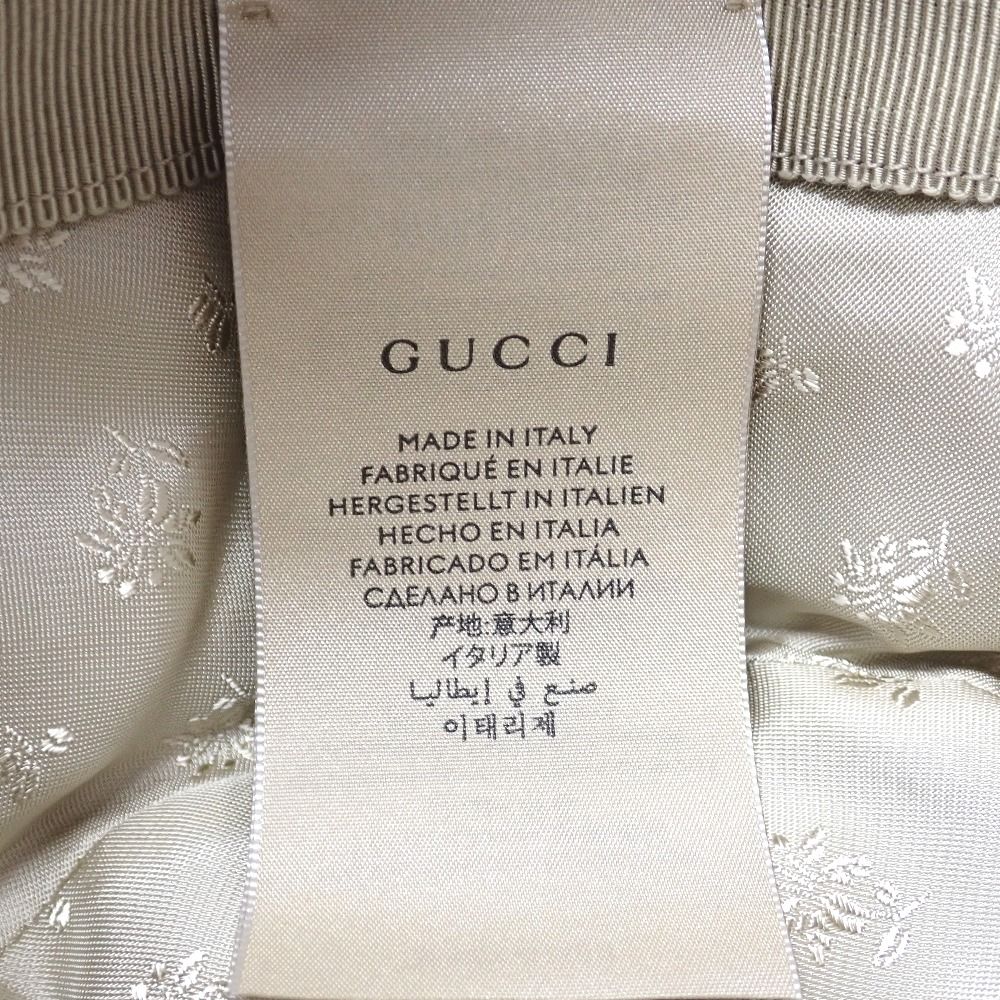 GUCCI
MADE IN ITALY
FABRIQUÉ EN ITALIE
HERGESTELLT IN ITALIEN
HECHO EN ITALIA
FABRICADO EM ITÁLIA
СДЕЛАНО В ИТАЛИИ
产地:意大利
イタリア製
صنع في إيطاليا
이태리제